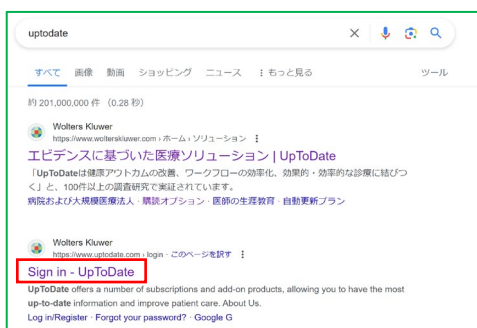 uptodate
すべて 画像 動画 ショッピング ニュース もっと見る ツール
約 201,000,000 件 （0.28 秒）
Wolters Kluwer
https://www.wolterskluwer.com › ホーム › ソリューション
エビデンスに基づいた医療ソリューション | UpToDate
「UpToDateは健康アウトカムの改善、ワークフローの効率化、効果的・効率的な診療に結びつ
く」と、100件以上の調査研究で実証されています。
病院および大規模医療法人 · 購読オプション · 医師の生涯教育 · 自動更新プラン
Wolters Kluwer
https://www.uptodate.com › login · このページを訳す
Sign in - UpToDate
UpToDate offers a number of subscriptions and add-on products, allowing you to have the most
up-to-date information and improve patient care. About Us.
Log in/Register · Forgot your password? · Google G